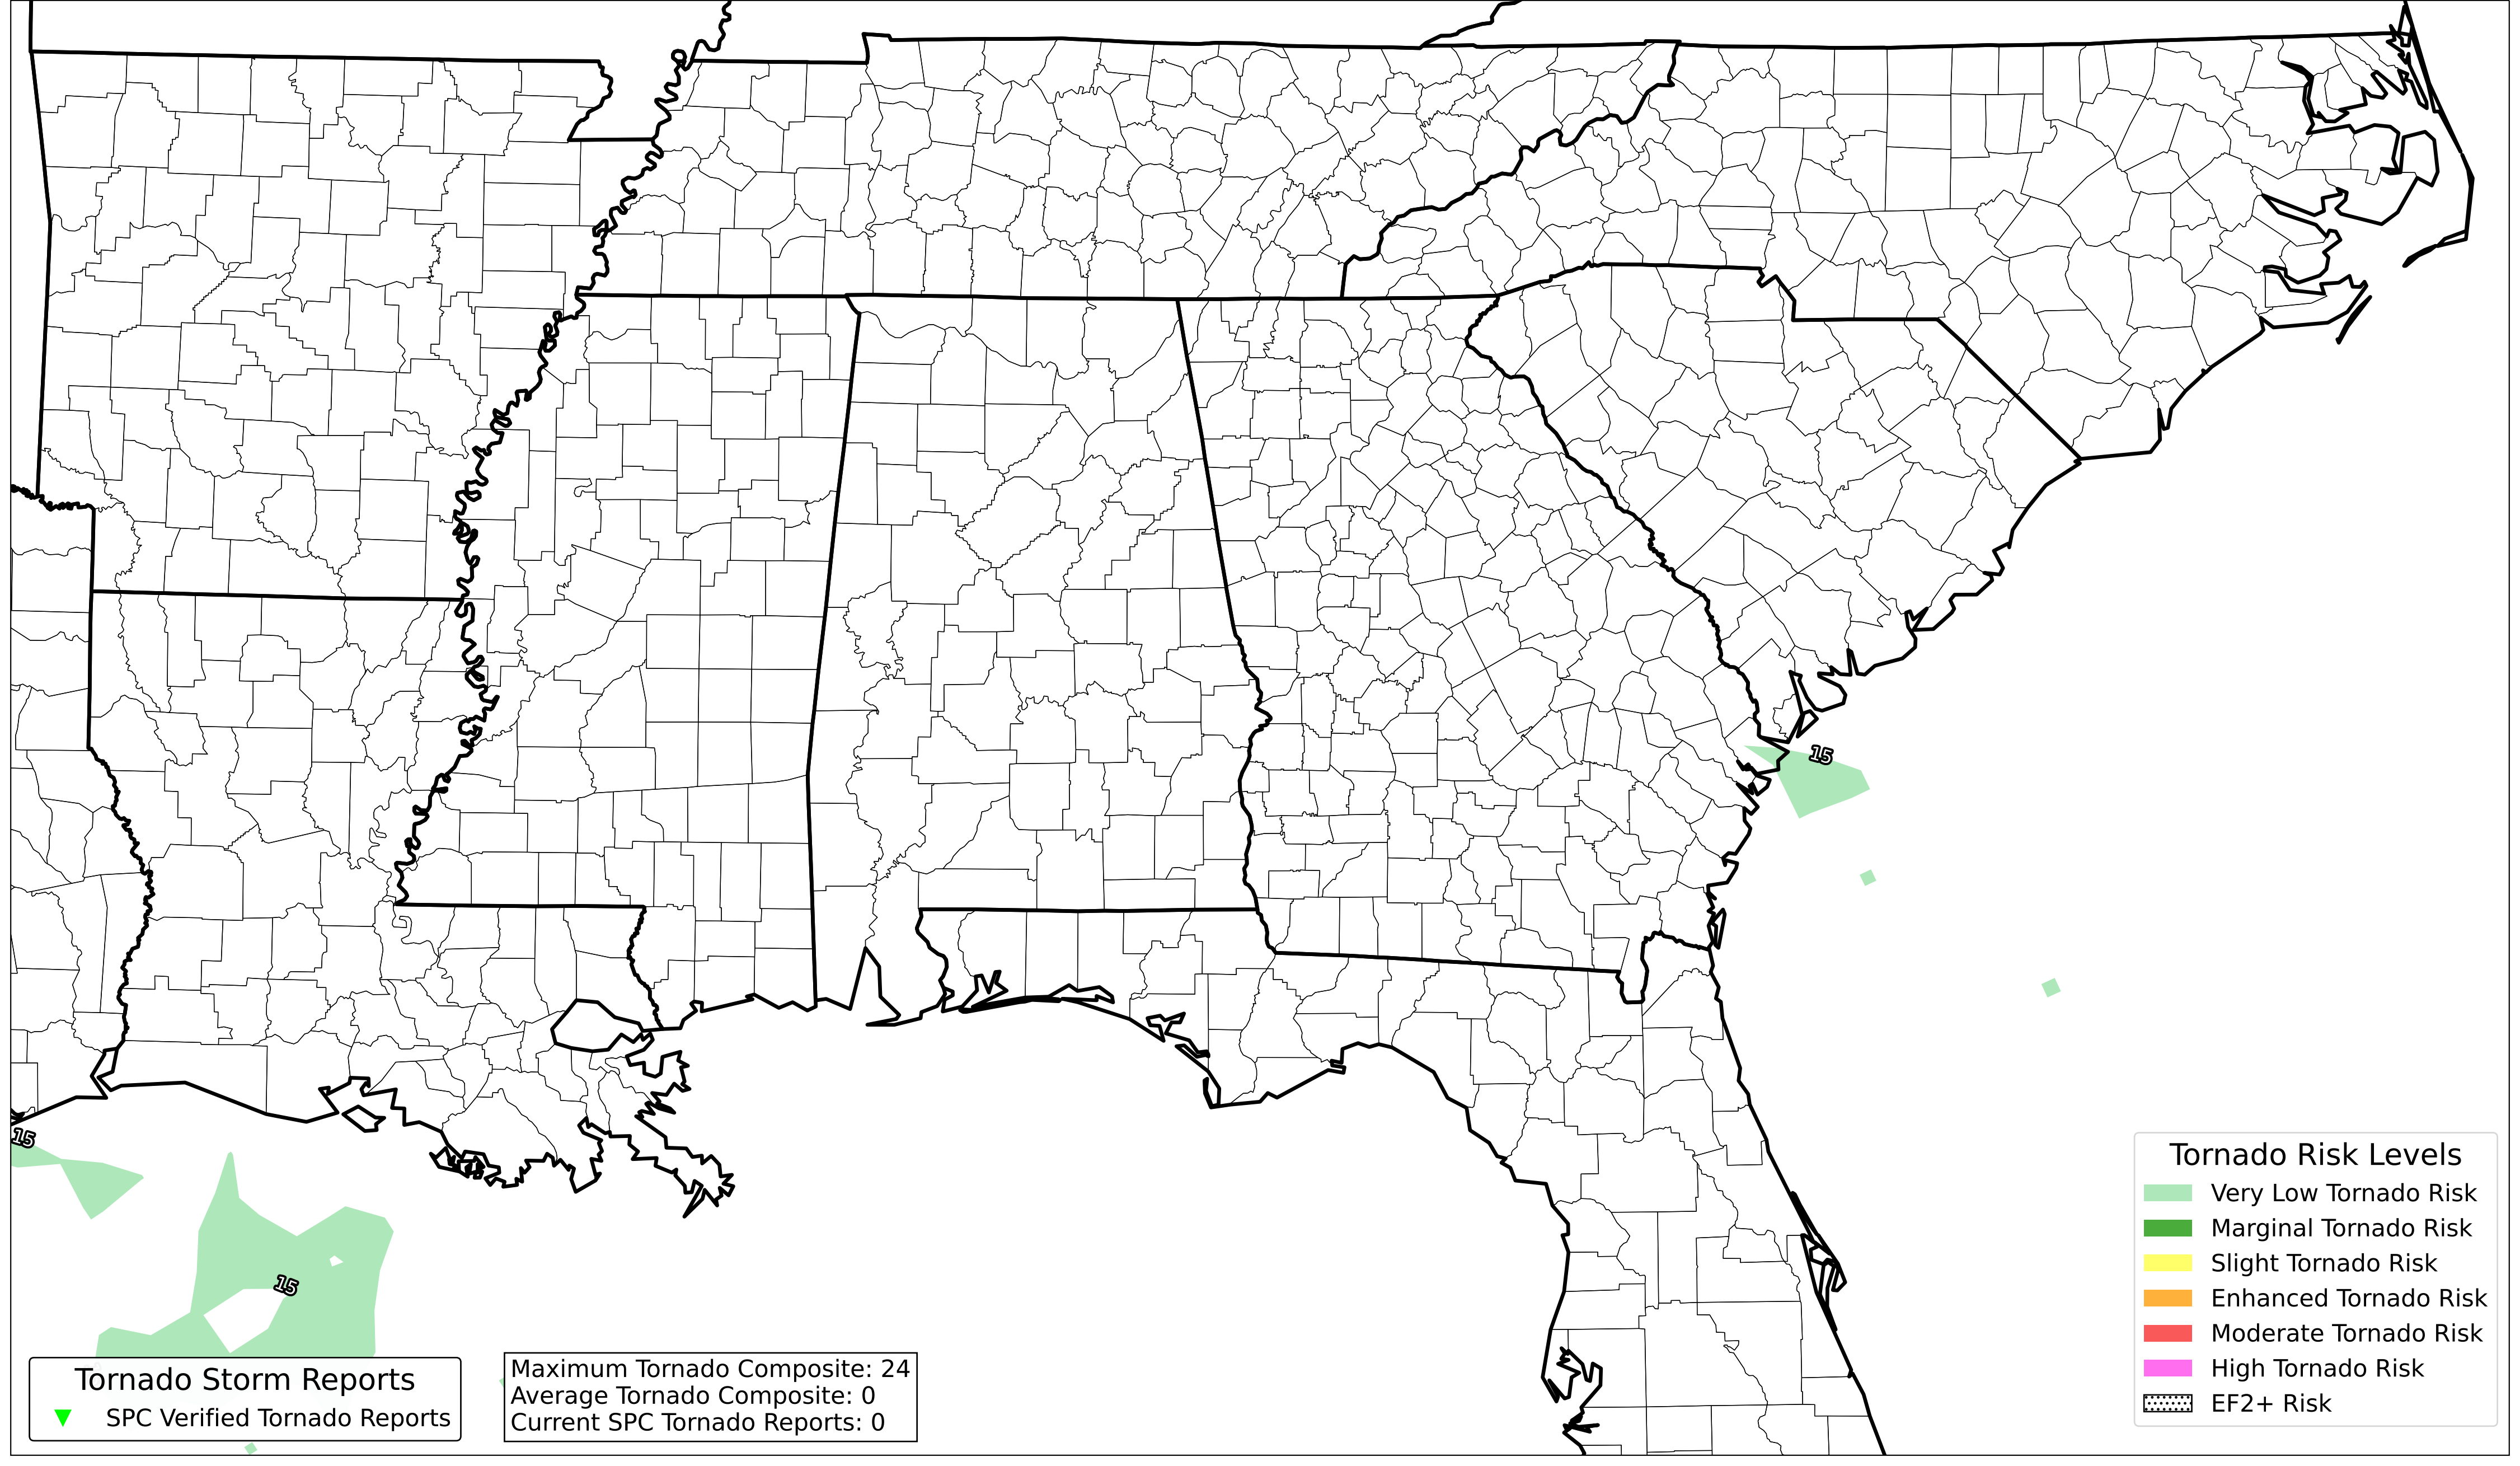 15
15
15
Tornado Risk Levels
Very Low Tornado Risk
Marginal Tornado Risk
Slight Tornado Risk
Enhanced Tornado Risk
Moderate Tornado Risk
High Tornado Risk
EF2+ Risk
Tornado Storm Reports
SPC Verified Tornado Reports
Maximum Tornado Composite: 24
Average Tornado Composite: 0
Current SPC Tornado Reports: 0